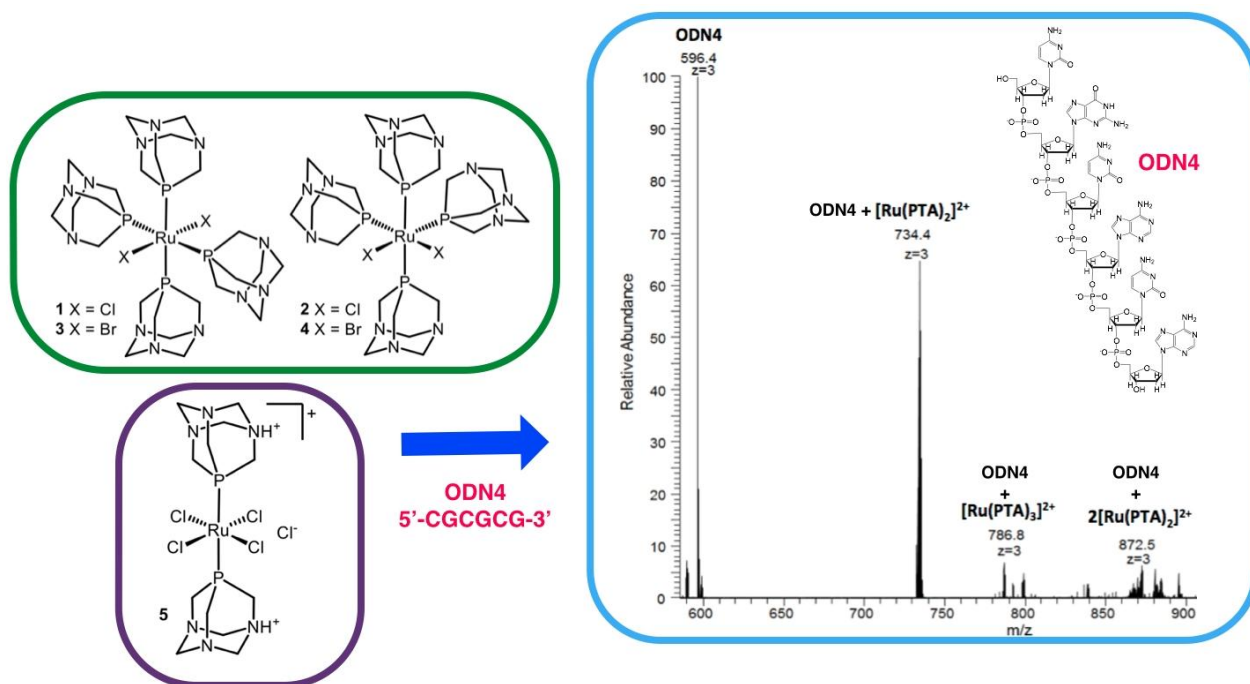 N N N
P
N N N P
X
Ru
X
P N N N
P
N N N
1 X = Cl
3 X = Br
N N N
P
N N N P
P N N N
Ru
X X
P
N N N
2 X = Cl
4 X = Br
N N NH⁺
+
P
Cl Cl
Ru
Cl Cl
Cl⁻
P
N N NH⁺
5
ODN4
5'-CGCGCG-3'
ODN4
596.4
z=3
ODN4 + [Ru(PTA)₂]²⁺
734.4
z=3
ODN4
+
[Ru(PTA)₃]²⁺
786.8
z=3
ODN4
+
2[Ru(PTA)₂]²⁺
872.5
z=3
Relative Abundance
100
90
80
70
60
50
40
30
20
10
0
600 650 700 750 800 850 900
m/z
ODN4